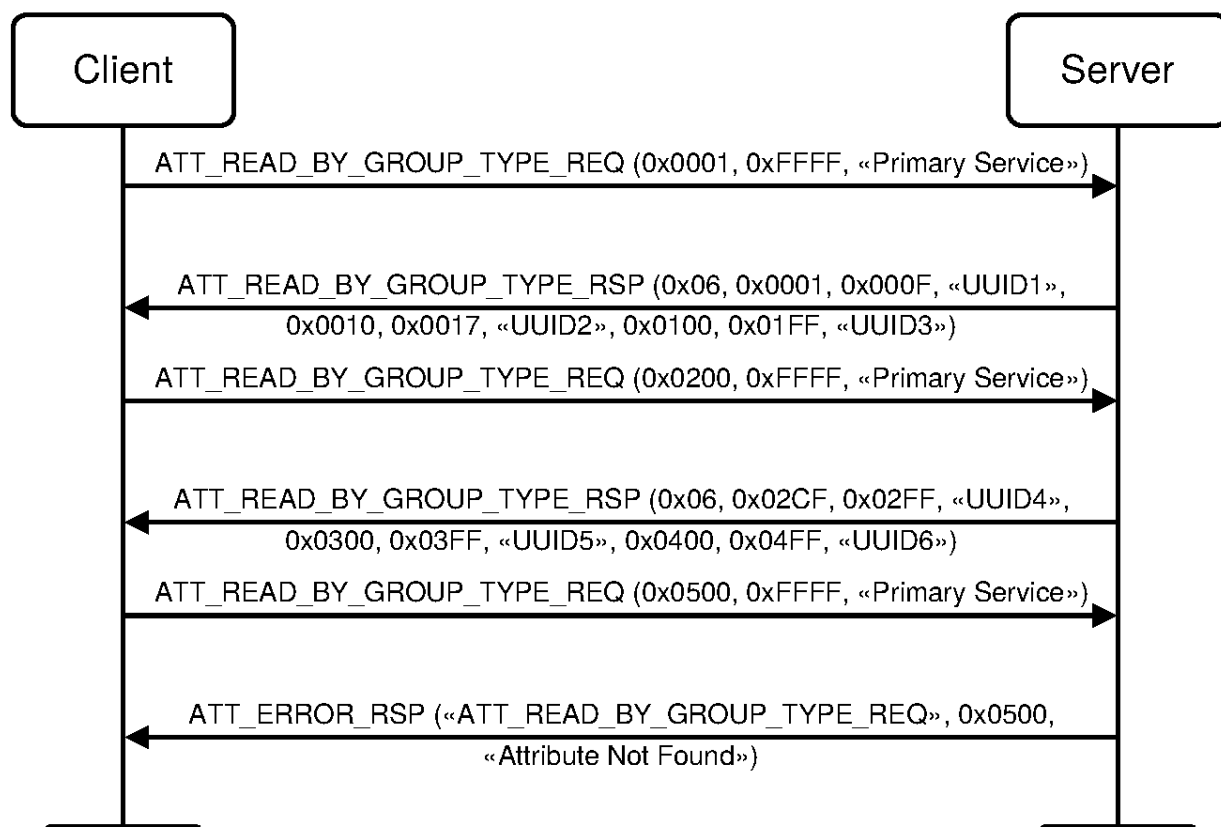 Client
Server
ATT_READ_BY_GROUP_TYPE_REQ (0x0001, 0xFFFF, «Primary Service»)
ATT_READ_BY_GROUP_TYPE_RSP (0x06, 0x0001, 0x000F, «UUID1»,
0x0010, 0x0017, «UUID2», 0x0100, 0x01FF, «UUID3»)
ATT_READ_BY_GROUP_TYPE_REQ (0x0200, 0xFFFF, «Primary Service»)
ATT_READ_BY_GROUP_TYPE_RSP (0x06, 0x02CF, 0x02FF, «UUID4»,
0x0300, 0x03FF, «UUID5», 0x0400, 0x04FF, «UUID6»)
ATT_READ_BY_GROUP_TYPE_REQ (0x0500, 0xFFFF, «Primary Service»)
ATT_ERROR_RSP («ATT_READ_BY_GROUP_TYPE_REQ», 0x0500,
«Attribute Not Found»)